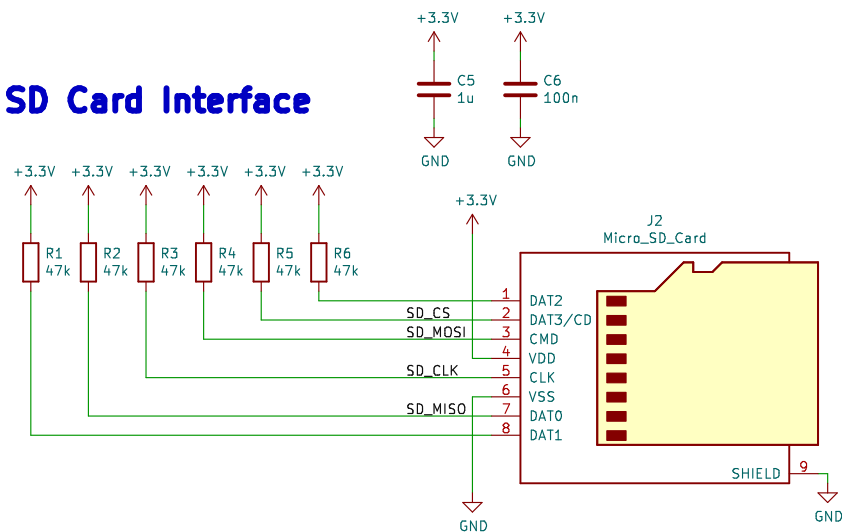 +3.3V +3.3V
C5 C6
1u 100n
SD Card Interface
GND GND
+3.3V +3.3V +3.3V +3.3V +3.3V +3.3V
+3.3V
J2
Micro_SD_Card
R1 R2 R3 R4 R5 R6
47k 47k 47k 47k 47k 47k
1 DAT2
SD_CS 2 DAT3/CD
SD_MOSI 3 CMD
4 VDD
SD_CLK 5 CLK
6 VSS
SD_MISO 7 DAT0
8 DAT1
SHIELD 9
GND
GND